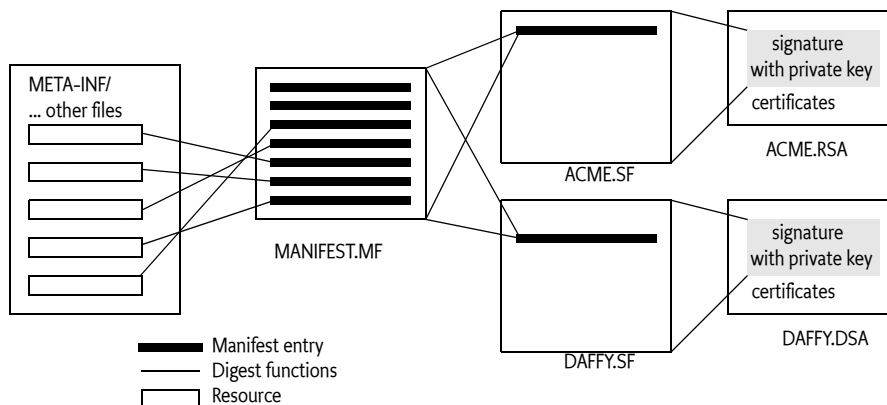 META-INF/
... other files
MANIFEST.MF
ACME.SF
signature
with private key
certificates
ACME.RSA
DAFFY.SF
signature
with private key
certificates
DAFFY.DSA
Manifest entry
Digest functions
Resource